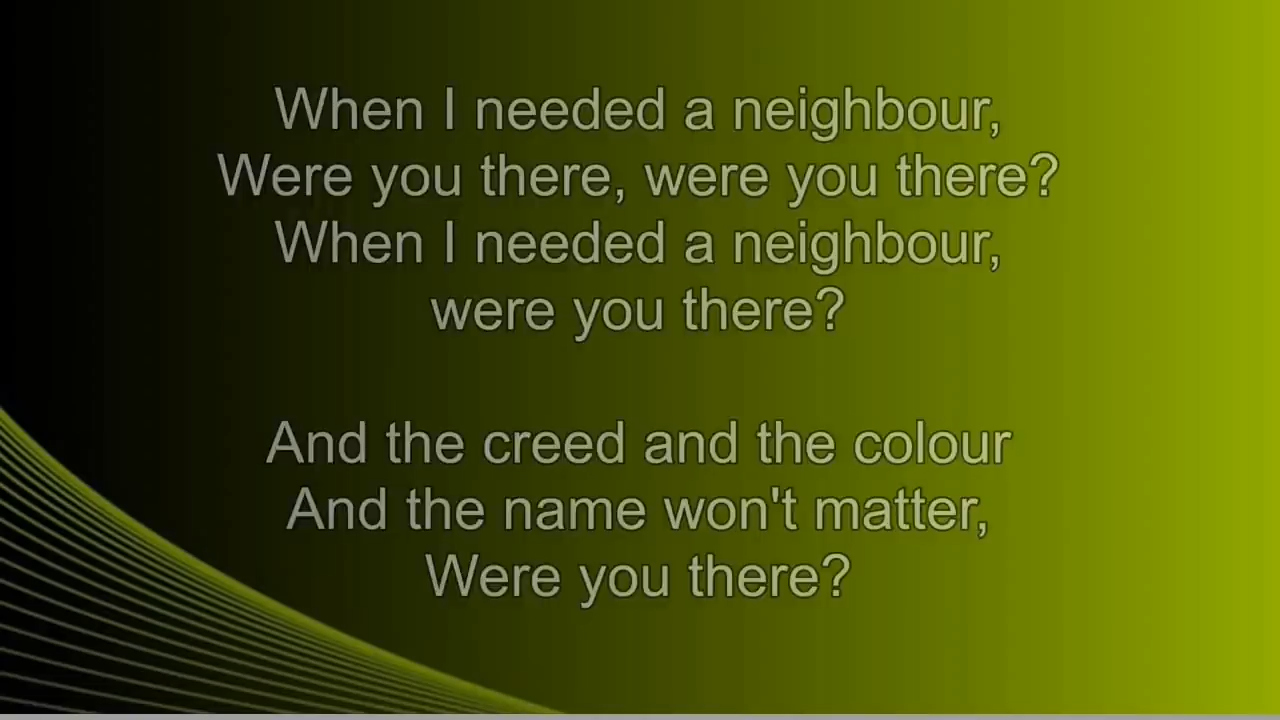 When I needed a neighbour,
Were you there, were you there?
When I needed a neighbour,
were you there?
And the creed and the colour
And the name won't matter,
Were you there?